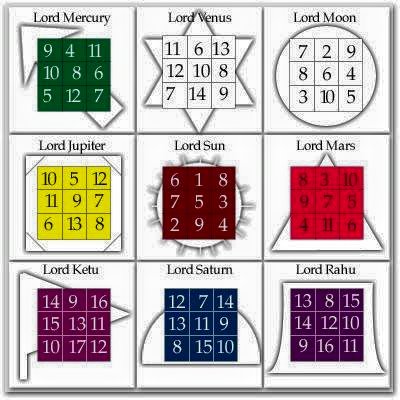 Lord Mercury
9 4 11
10 8 6
5 12 7
Lord Venus
11 6 13
12 10 8
7 14 9
Lord Moon
7 2 9
8 6 4
3 10 5
Lord Jupiter
10 5 12
11 9 7
6 13 8
Lord Sun
6 1 8
7 5 3
2 9 4
Lord Mars
8 3 10
9 7 5
4 11 6
Lord Ketu
14 9 16
15 13 11
10 17 12
Lord Saturn
12 7 14
13 11 9
8 15 10
Lord Rahu
13 8 15
14 12 10
9 16 11